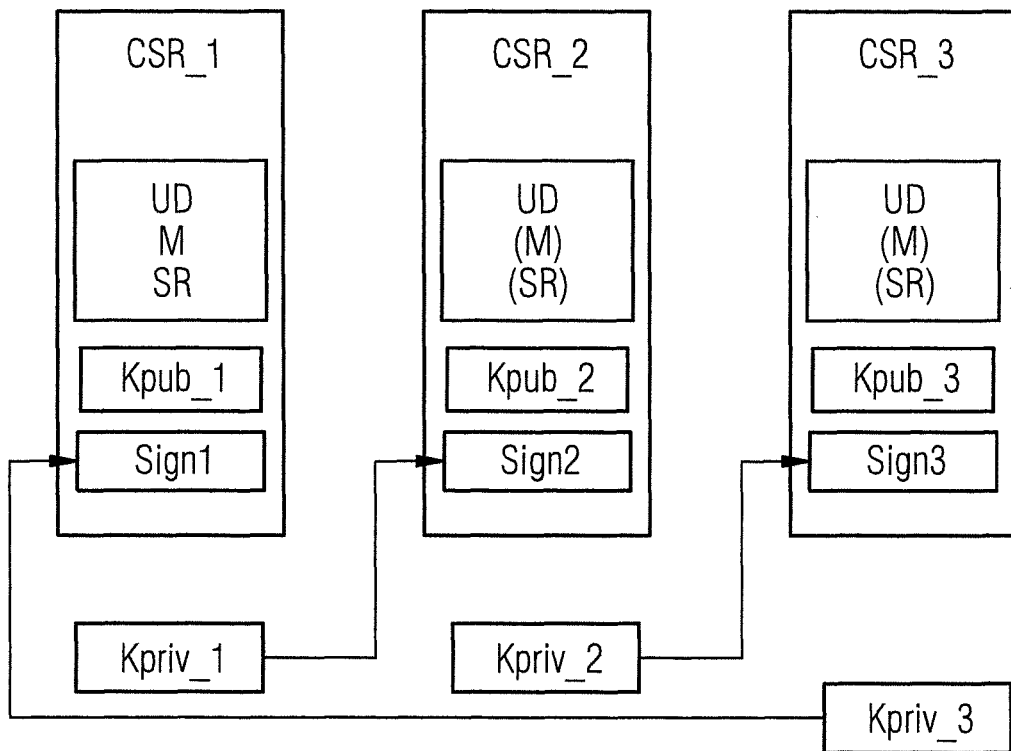 CSR_1
UD
M
SR
Kpub_1
Sign1
Kpriv_1
CSR_2
UD
(M)
(SR)
Kpub_2
Sign2
Kpriv_2
CSR_3
UD
(M)
(SR)
Kpub_3
Sign3
Kpriv_3